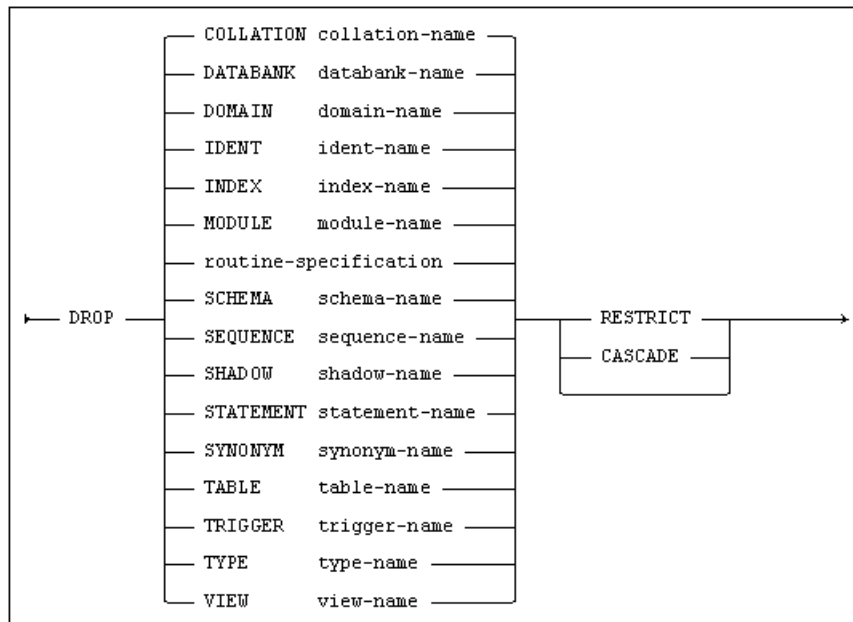 COLLATION collation-name
DATABANK databank-name
DOMAIN domain-name
IDENT ident-name
INDEX index-name
MODULE module-name
routine-specification
DROP SCHEMA schema-name RESTRICT
SEQUENCE sequence-name CASCADE
SHADOW shadow-name
STATEMENT statement-name
SYNONYM synonym-name
TABLE table-name
TRIGGER trigger-name
TYPE type-name
VIEW view-name